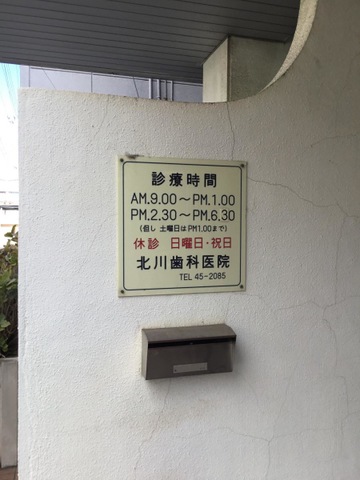 診療時間
AM.9.00～PM.1.00
PM.2.30～PM.6.30
(但し 土曜日はPM1.00まで)
休診 日曜日・祝日
北川歯科医院
TEL 45-2085